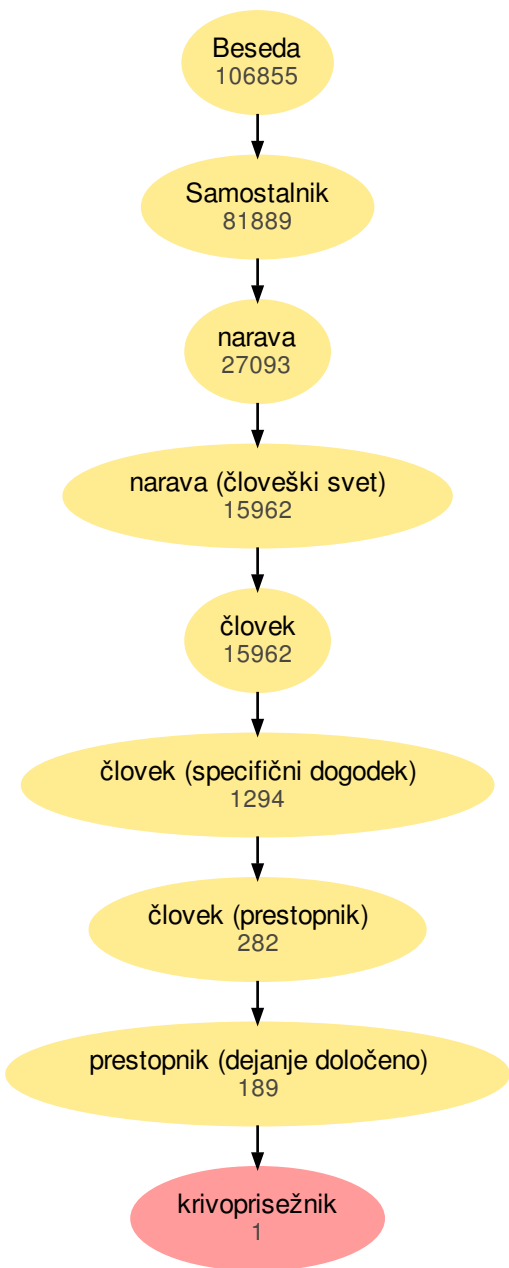 Beseda
106855
Samostalnik
81889
narava
27093
narava (človeški svet)
15962
človek
15962
človek (specifični dogodek)
1294
človek (prestopnik)
282
prestopnik (dejanje določeno)
189
krivoprisežnik
1